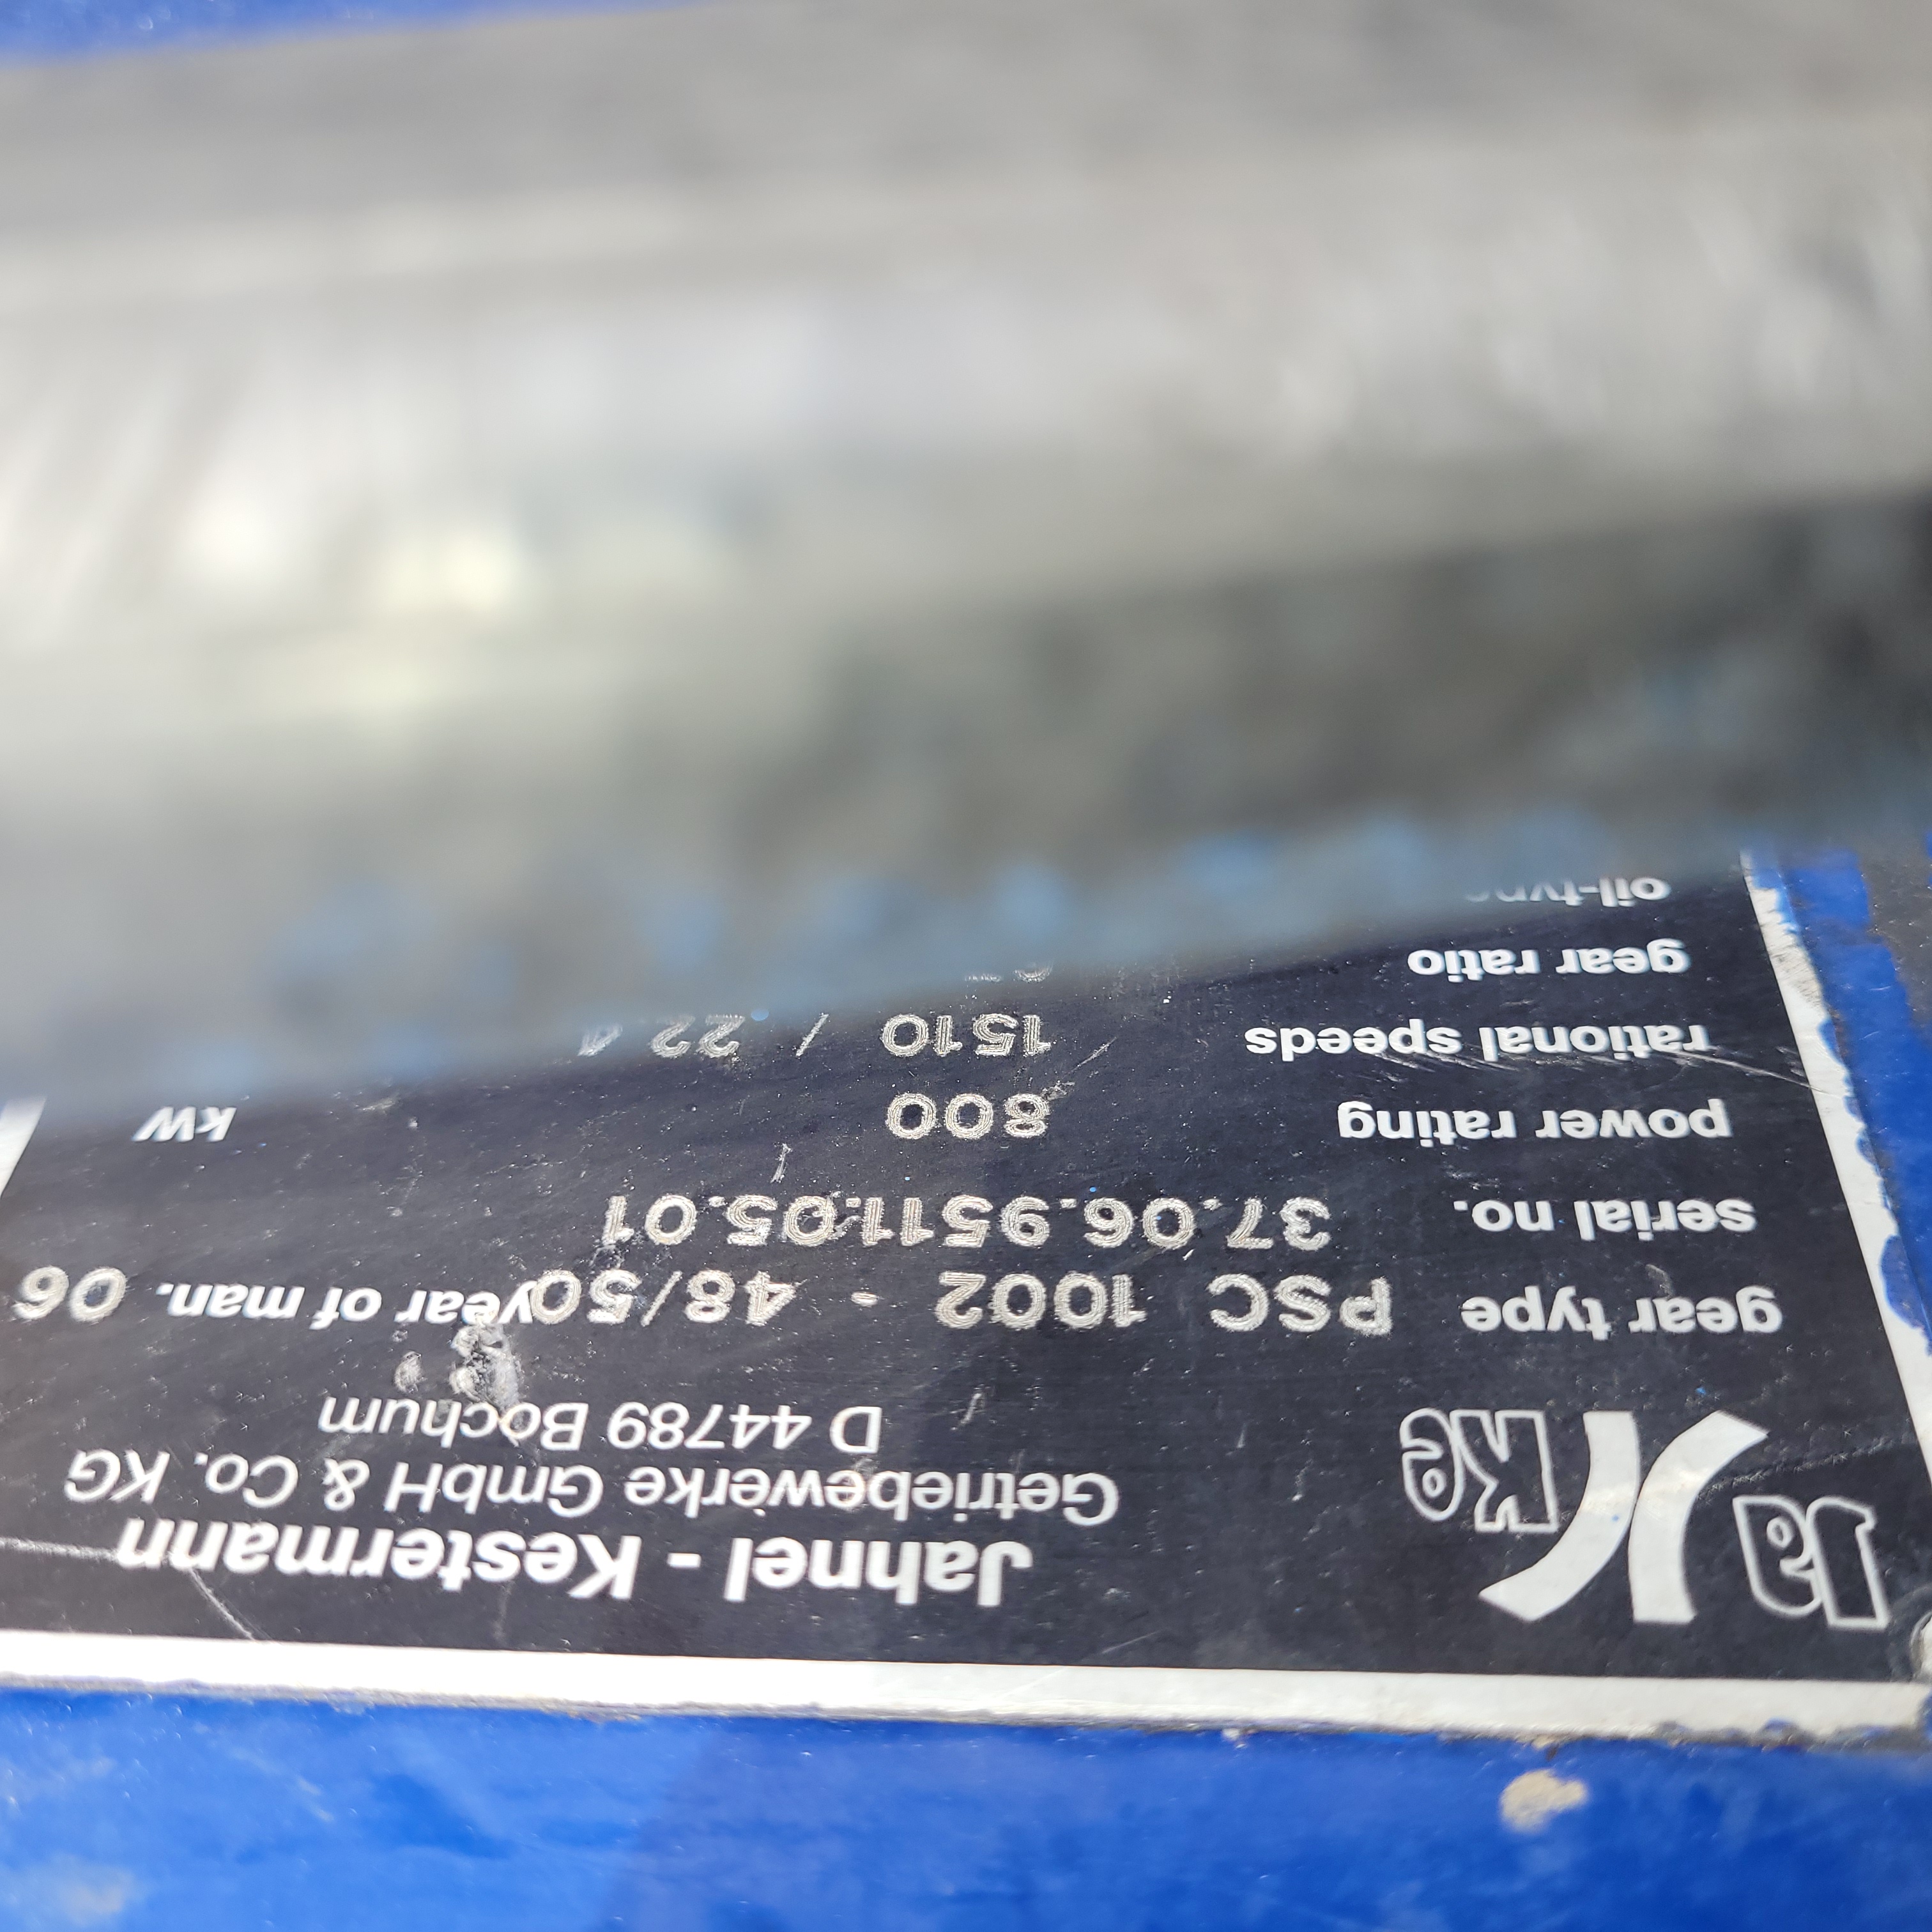 Ja Ke
Jahnel - Kestermann
Getriebewerke GmbH & Co. KG
D 44789 Bochum
gear type PSC 1002 - 48/50 year of man. 06
serial no. 37.06.9511.05.01
power rating 800 kW
rational speeds 1510 / 22.4
gear ratio
oil-type